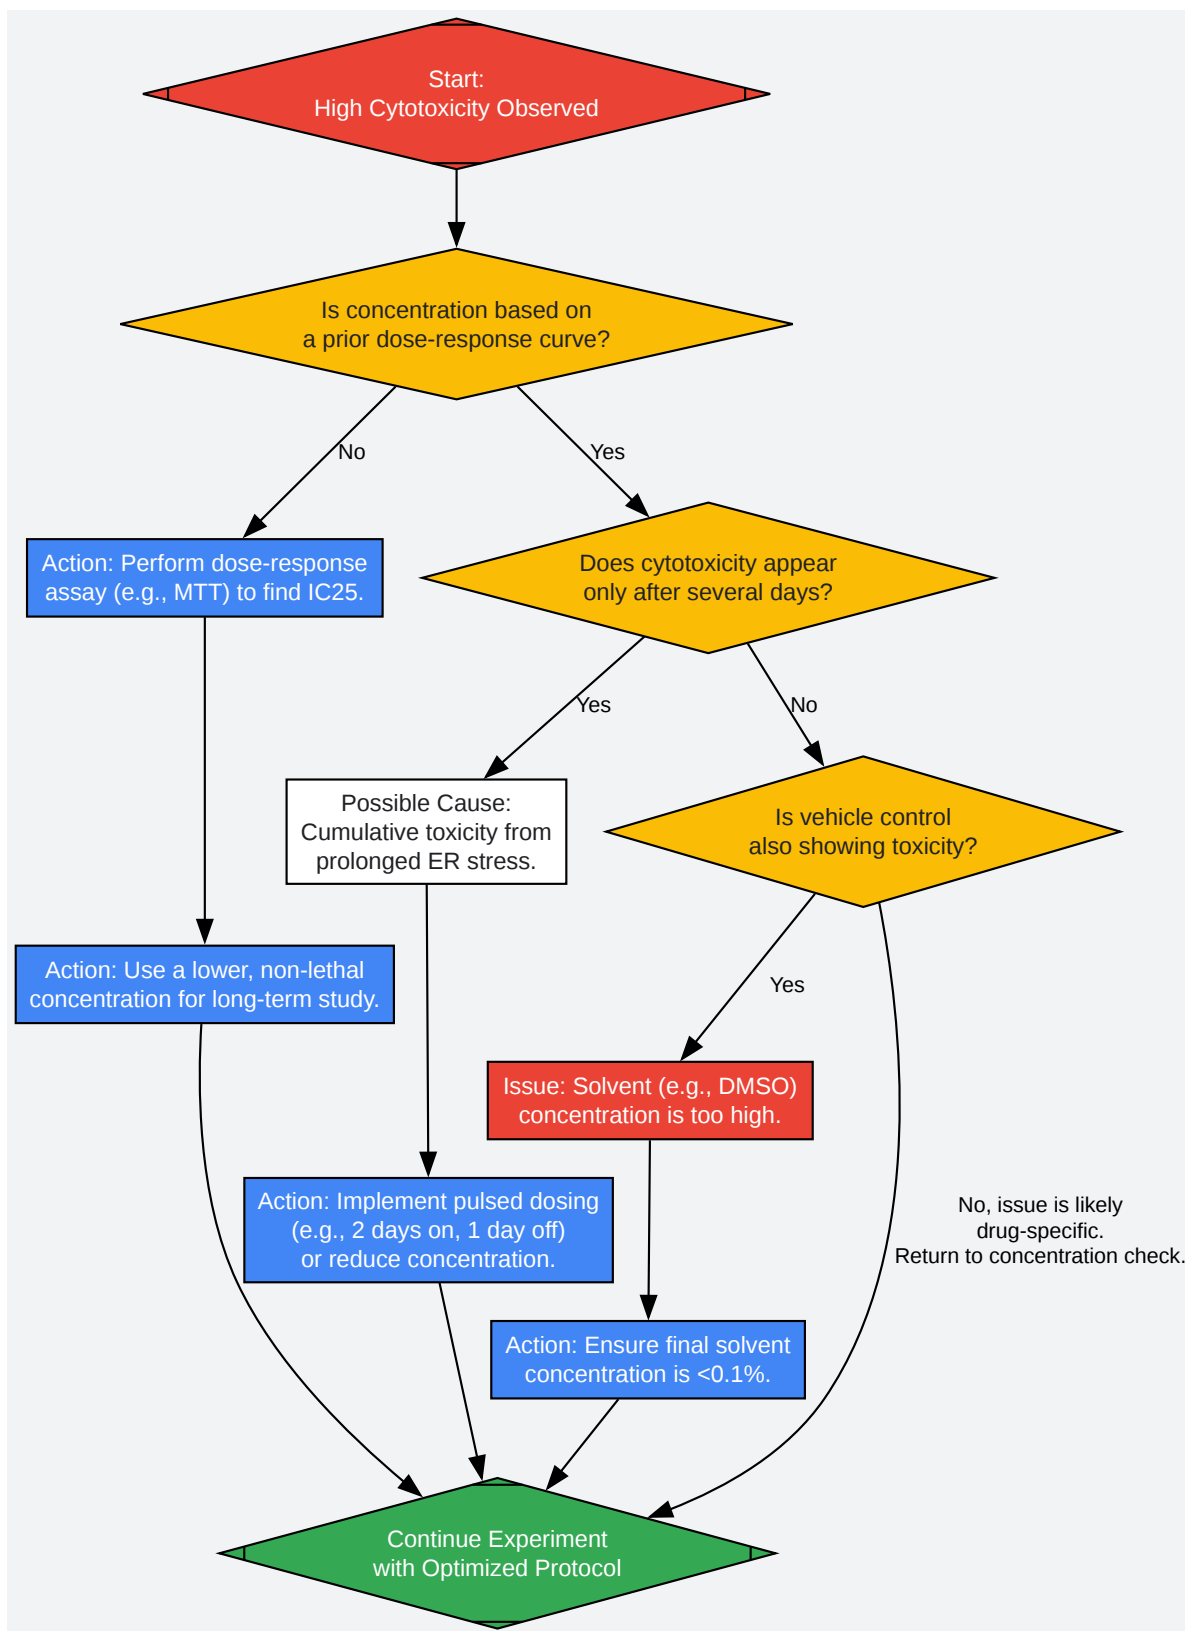 Start:
High Cytotoxicity Observed
Is concentration based on
a prior dose-response curve?
No
Yes
Action: Perform dose-response
assay (e.g., MTT) to find IC25.
Does cytotoxicity appear
only after several days?
Yes
No
Possible Cause:
Cumulative toxicity from
prolonged ER stress.
Is vehicle control
also showing toxicity?
Action: Use a lower, non-lethal
concentration for long-term study.
Yes
Issue: Solvent (e.g., DMSO)
concentration is too high.
Action: Implement pulsed dosing
(e.g., 2 days on, 1 day off)
or reduce concentration.
No, issue is likely
drug-specific.
Return to concentration check.
Action: Ensure final solvent
concentration is <0.1%.
Continue Experiment
with Optimized Protocol